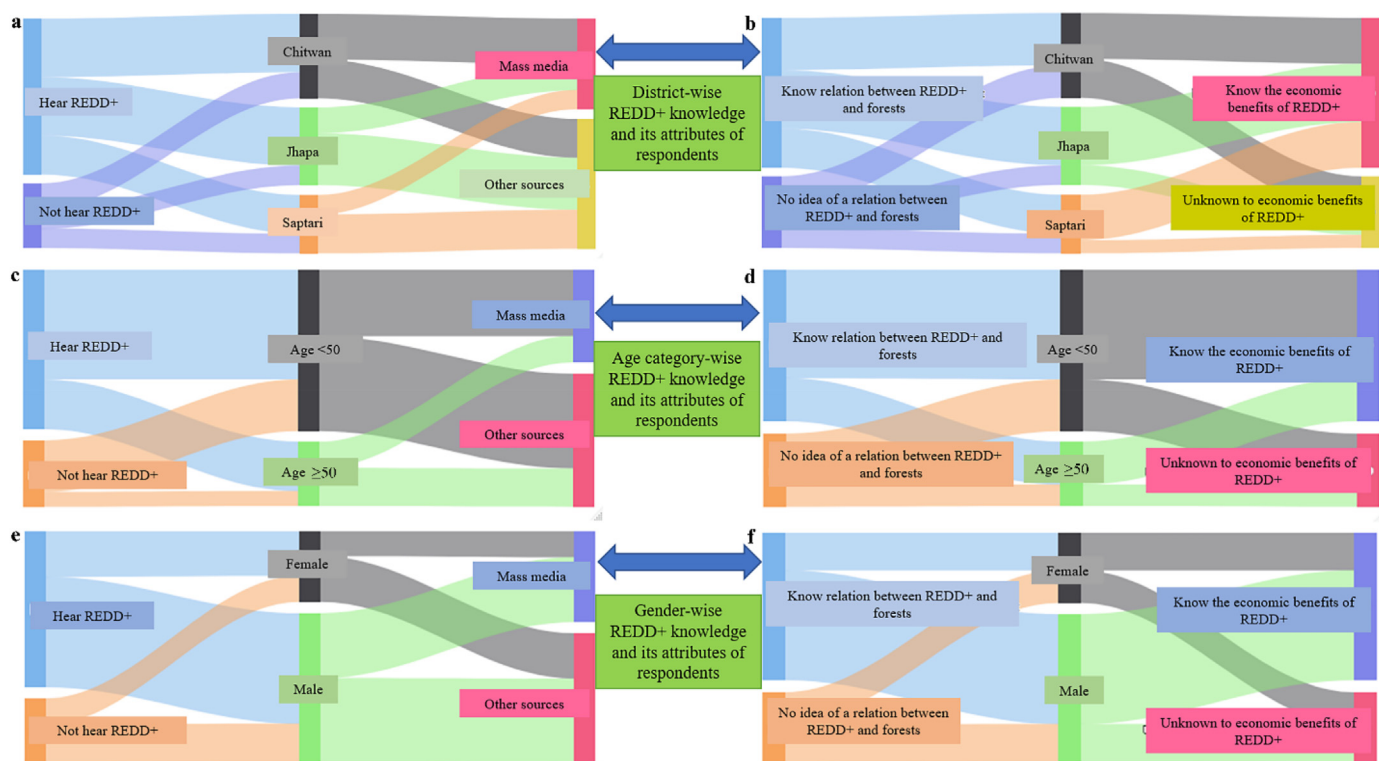 a
Chitwan
Mass media
Hear REDD+
Jhapa
Other sources
Not hear REDD+
Saptari
District-wise
REDD+ knowledge
and its attributes of
respondents
b
Chitwan
Know relation between REDD+
and forests
Know the economic
benefits of REDD+
Jhapa
No idea of a relation between
REDD+ and forests
Unknown to economic benefits
of REDD+
Saptari
c
Mass media
Hear REDD+
Age <50
Other sources
Not hear REDD+
Age ≥50
Age category-wise
REDD+ knowledge
and its attributes of
respondents
d
Know relation between REDD+ and
forests
Age <50
Know the economic benefits of
REDD+
No idea of a relation between REDD+
and forests
Age ≥50
Unknown to economic benefits of
REDD+
e
Female
Mass media
Hear REDD+
Male
Other sources
Not hear REDD+
Gender-wise
REDD+ knowledge
and its attributes of
respondents
f
Female
Know relation between REDD+ and
forests
Know the economic benefits of
REDD+
Male
No idea of a relation between
REDD+ and forests
Unknown to economic benefits of
REDD+